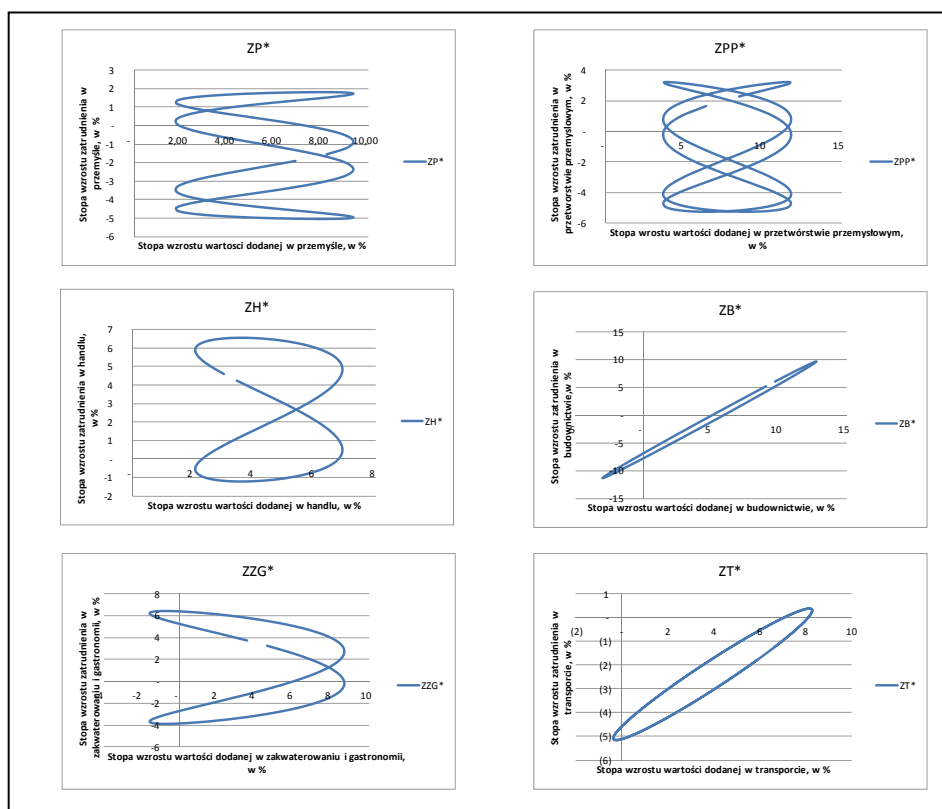 ZP*
Stopa wzrostu zatrudnienia w
przemyśle, w %
3
2
1
-
-1
-2
-3
-4
-5
-6
-
2,00
4,00
6,00
8,00
10,00
ZP*
Stopa wzrostu wartosci dodanej w przemyśle, w %
ZPP*
Stopa wzrostu zatrudnienia w
przetworstwie przemyslowym, w %
4
2
-
-2
-4
-6
-
5
10
15
ZPP*
Stopa wrostu wartości dodanej w przetwórstwie przemysłowym,
w %
ZH*
Stopa wzrostu zatrudnienia w handlu,
w %
7
6
5
4
3
2
1
-
-1
-2
-
2
4
6
8
ZH*
Stopa wzrostu wartości dodanej w handlu, w %
ZB*
Stopa wzrostu zatrudnienia w
budownictwie,w %
15
10
5
-
-5
-10
-15
-5
-
5
10
15
ZB*
Stopa wzrostu wartości dodanej w budownictwie, w %
ZZG*
Stopa wzrostu zatrudnienia w
zakwaterowaniu i gastronomii, w %
8
6
4
2
-
-2
-4
-6
-4
-2
-
2
4
6
8
10
ZZG*
Stopa wzrostu wartości dodanej w zakwaterowaniu i gastronomii,
w %
ZT*
Stopa wzrostu zatrudnienia w
transporcie, w %
1
-
(1)
(2)
(3)
(4)
(5)
(6)
(2)
-
2
4
6
8
10
ZT*
Stopa wzrostu wartości dodanej w transporcie, w %